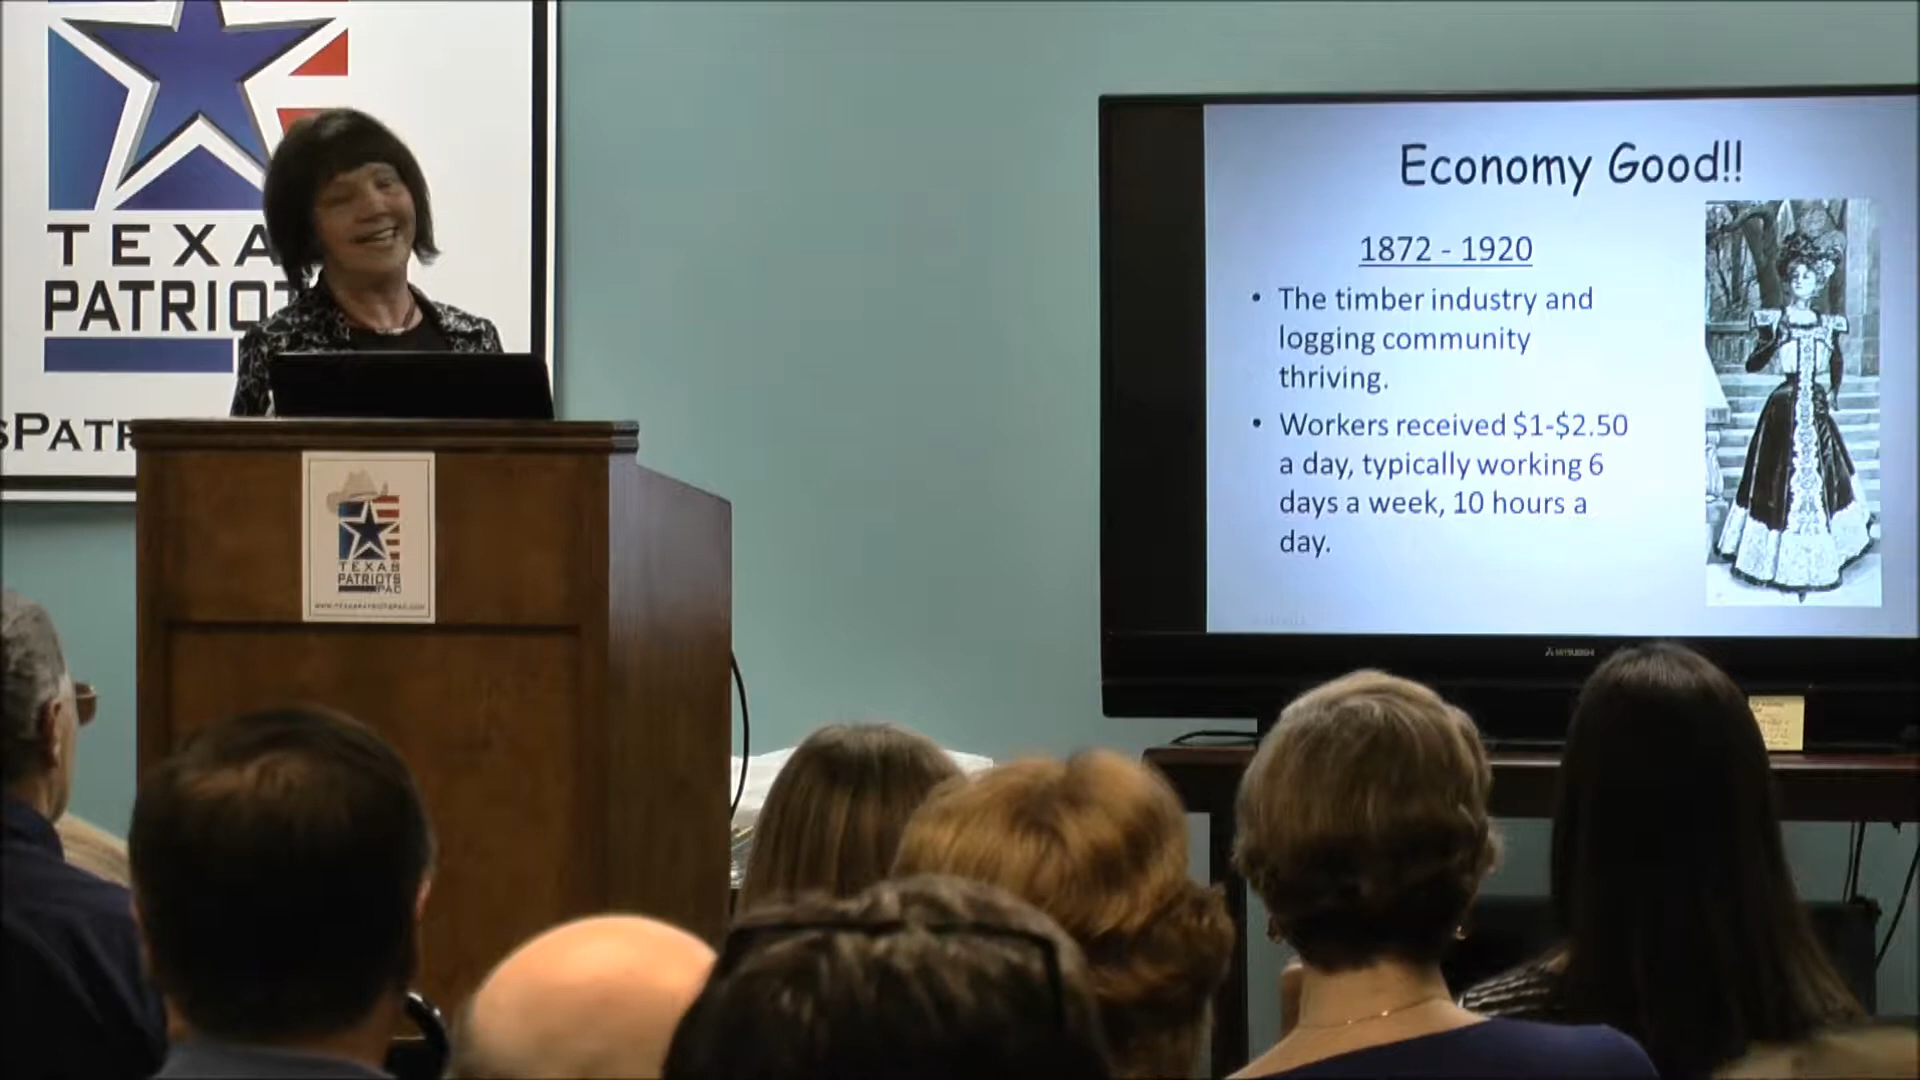 TEXA
PATRIOT
SPATR
TEXAS
PATRIOTS
PAC
Economy Good!!
1872 - 1920
• The timber industry and
logging community
thriving.
• Workers received $1-$2.50
a day, typically working 6
days a week, 10 hours a
day.
MITSUBISHI